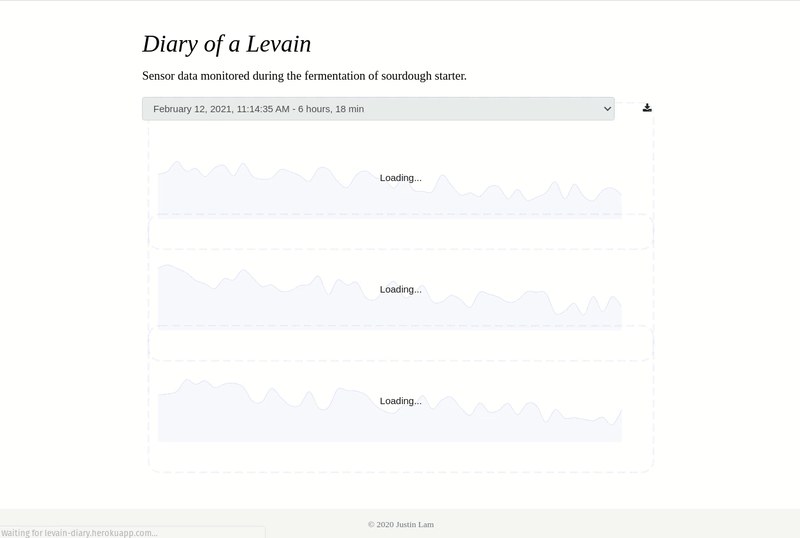 Diary of a Levain
Sensor data monitored during the fermentation of sourdough starter.
February 12, 2021, 11:14:35 AM - 6 hours, 18 min
Loading...
Loading...
Loading...
© 2020 Justin Lam
Waiting for levain-diary.herokuapp.com...